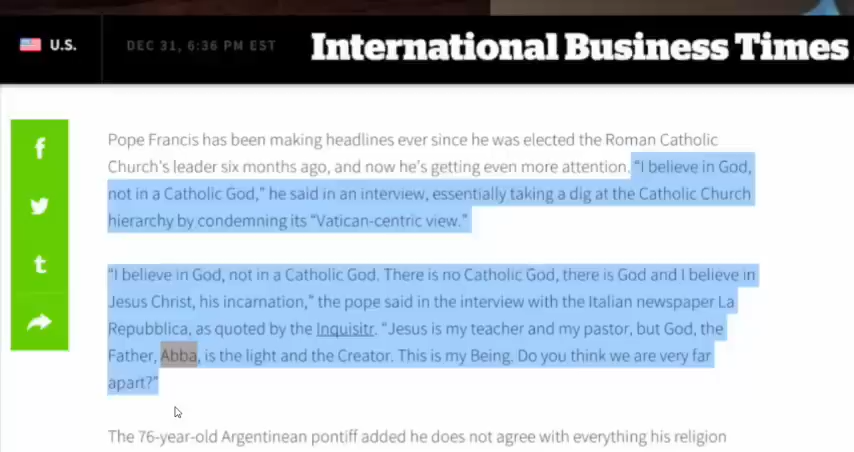 U.S.
DEC 31, 6:36 PM EST
International Business Times
Pope Francis has been making headlines ever since he was elected the Roman Catholic
Church's leader six months ago, and now he's getting even more attention. “I believe in God,
not in a Catholic God,” he said in an interview, essentially taking a dig at the Catholic Church
hierarchy by condemning its “Vatican-centric view.”
“I believe in God, not in a Catholic God. There is no Catholic God, there is God and I believe in
Jesus Christ, his incarnation,” the pope said in the interview with the Italian newspaper La
Repubblica, as quoted by the Inquisitr. “Jesus is my teacher and my pastor, but God, the
Father, Abba, is the light and the Creator. This is my Being. Do you think we are very far
apart?”
The 76-year-old Argentinean pontiff added he does not agree with everything his religion